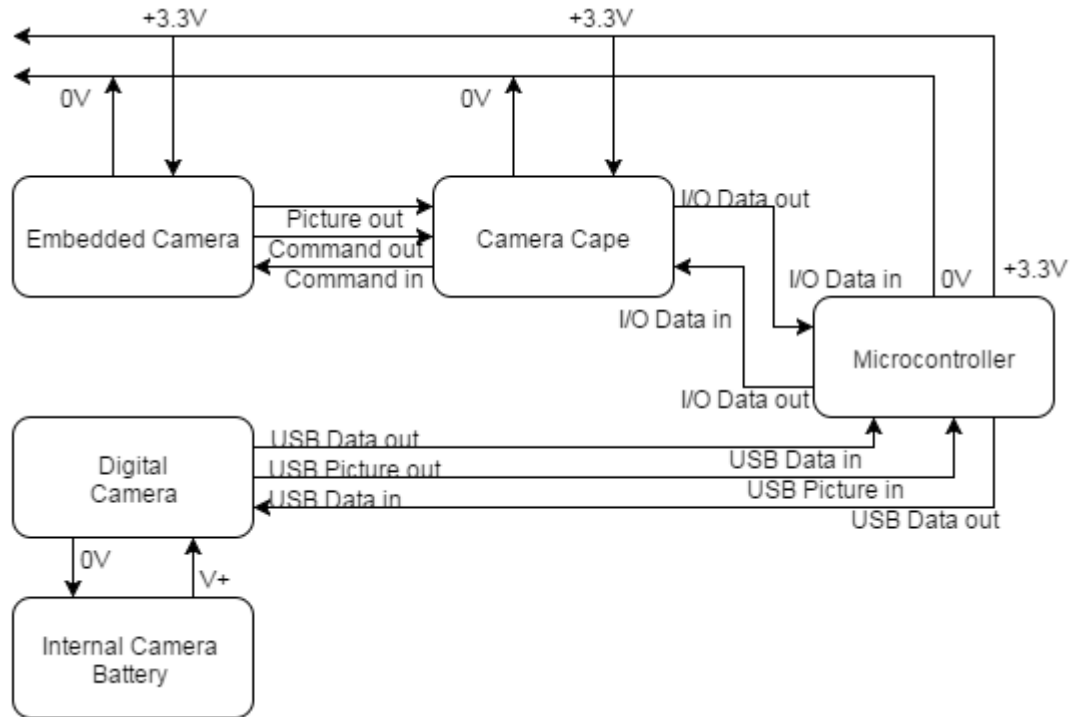 +3.3V
+3.3V
0V
0V
Embedded Camera
Picture out
Command out
Command in
Camera Cape
I/O Data out
I/O Data in
I/O Data in
I/O Data out
0V
+3.3V
Microcontroller
Digital
Camera
USB Data out
USB Picture out
USB Data in
USB Data in
USB Picture in
USB Data out
0V
V+
Internal Camera
Battery